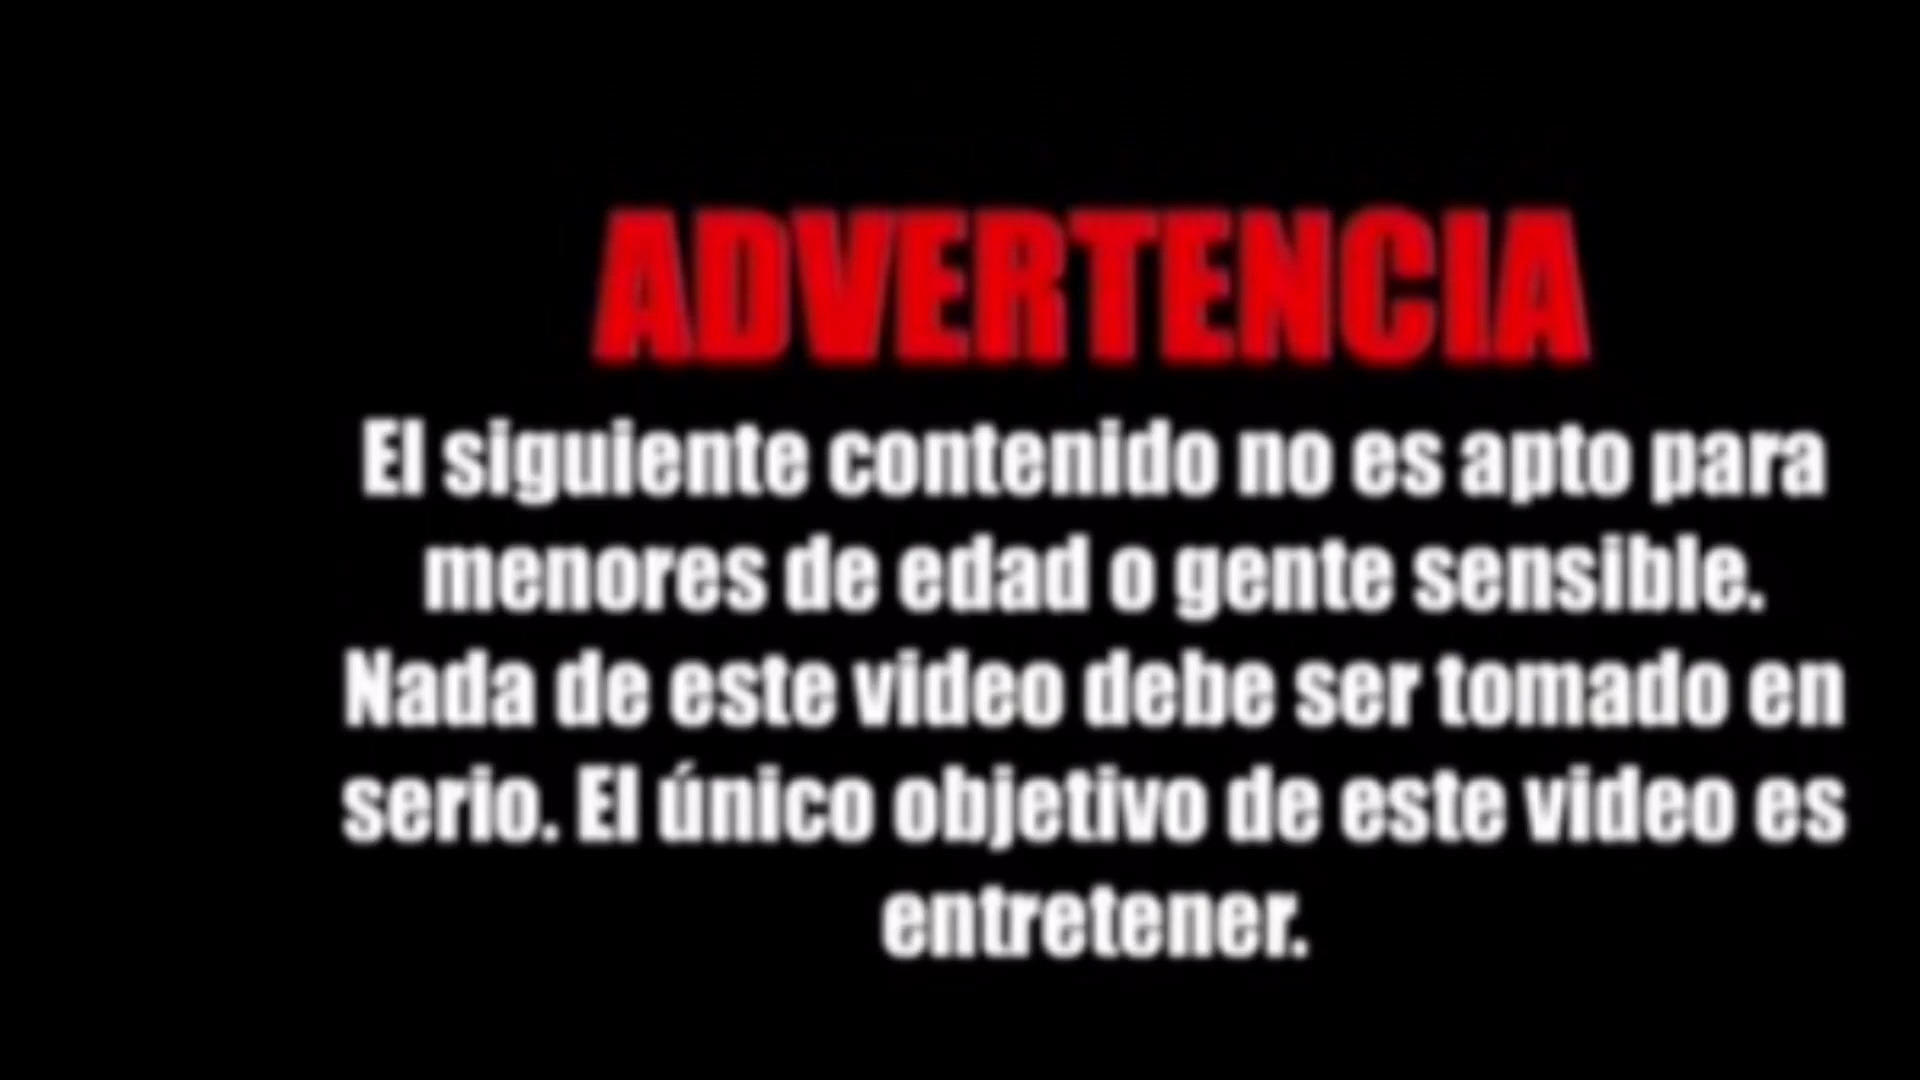 ADVERTENCIA
El siguiente contenido no es apto para
menores de edad o gente sensible.
Nada de este video debe ser tomado en
serio. El único objetivo de este video es
entretener.